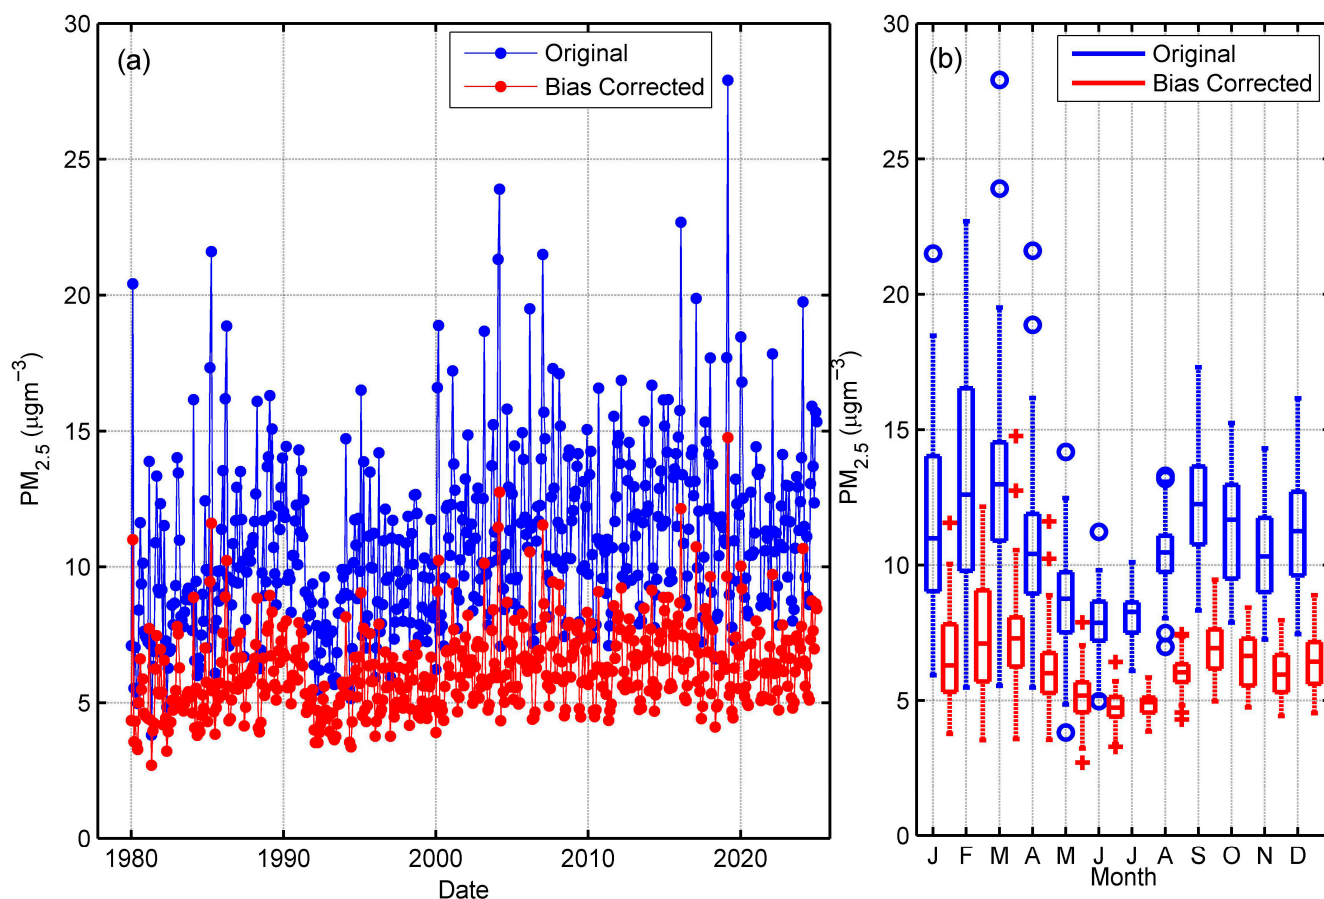 (a)
Original
Bias Corrected
30
25
20
15
10
5
0
PM2.5 (µgm−3)
1980
1990
2000
2010
2020
Date
(b)
Original
Bias Corrected
30
25
20
15
10
5
0
PM2.5 (µgm−3)
J F M A M J J A S O N D
Month